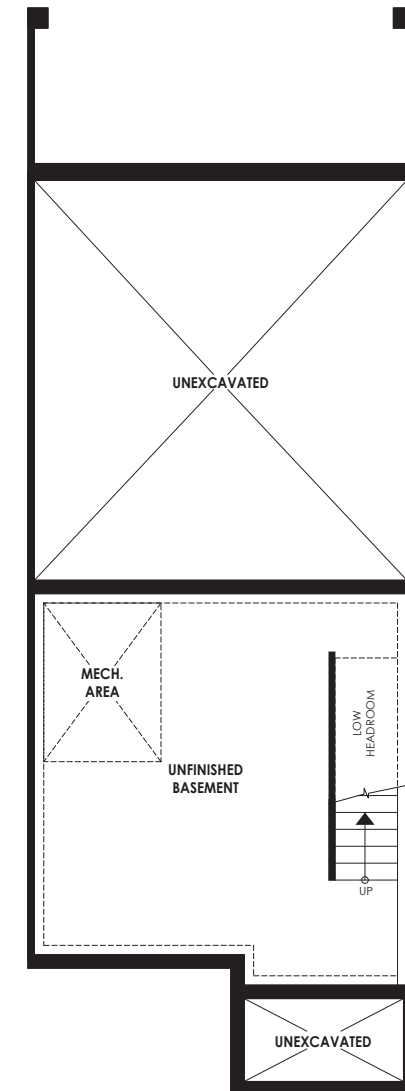 UNEXCAVATED
MECH.
AREA
LOW
HEADROOM
UNFINISHED
BASEMENT
UP
UNEXCAVATED